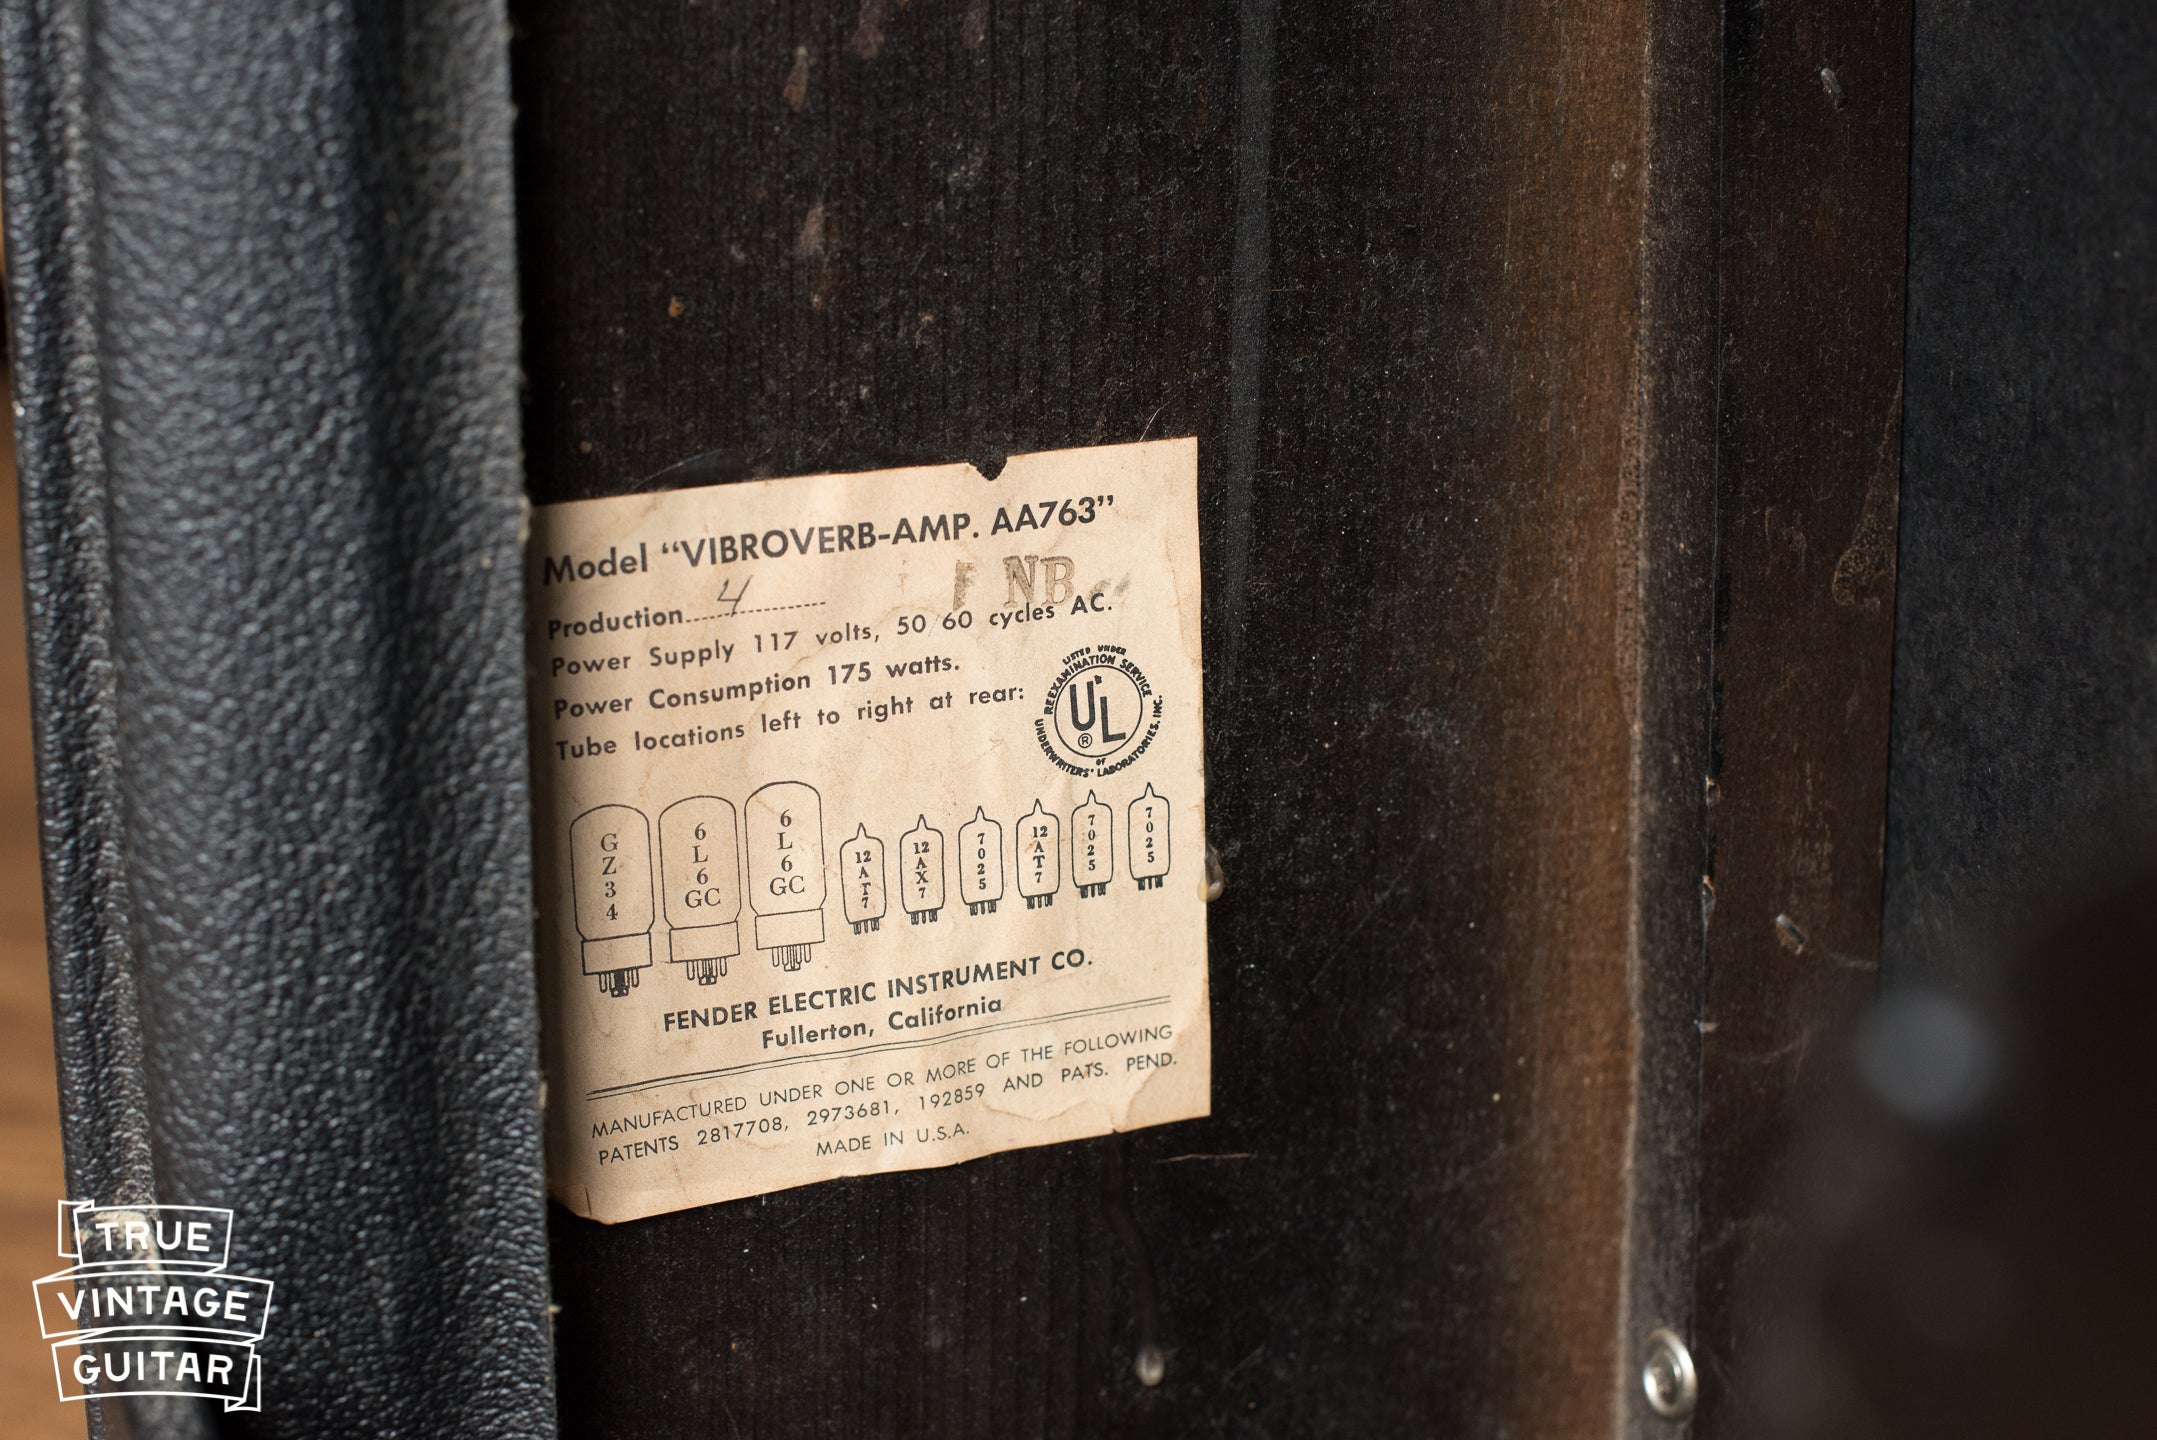 Model “VIBROVERB-AMP. AA763”
Production 4
NB
Power Supply 117 volts, 50 60 cycles AC.
Power Consumption 175 watts.
Tube locations left to right at rear:
LISTED UNDER
REEXAMINATION SERVICE
UL
®
OF
UNDERWRITERS' LABORATORIES, INC.
GZ34
6L6GC
6L6GC
12AT7
12AX7
7025
12AT7
7025
7025
FENDER ELECTRIC INSTRUMENT CO.
Fullerton, California
MANUFACTURED UNDER ONE OR MORE OF THE FOLLOWING
PATENTS 2817708, 2973681, 192859 AND PATS. PEND.
MADE IN U.S.A.
TRUE
VINTAGE
GUITAR